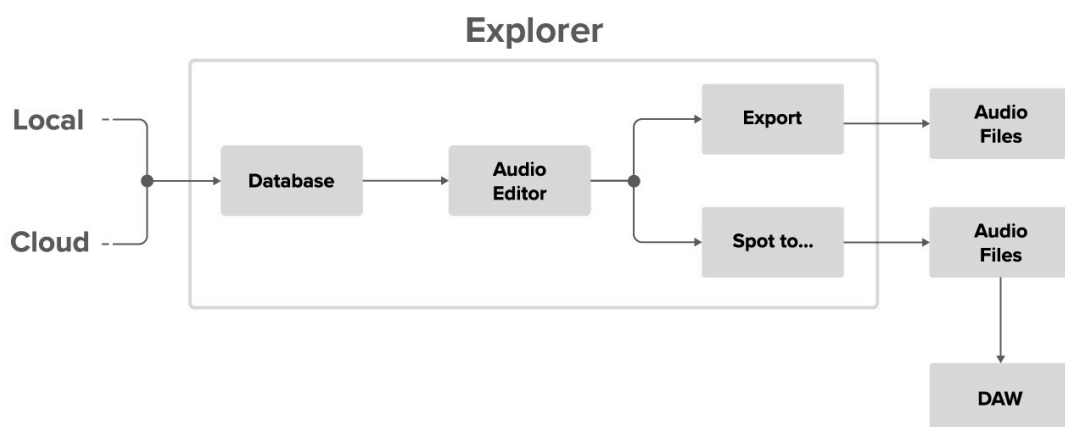 Explorer
Local
Cloud
Database
Audio
Editor
Export
Spot to...
Audio
Files
Audio
Files
DAW